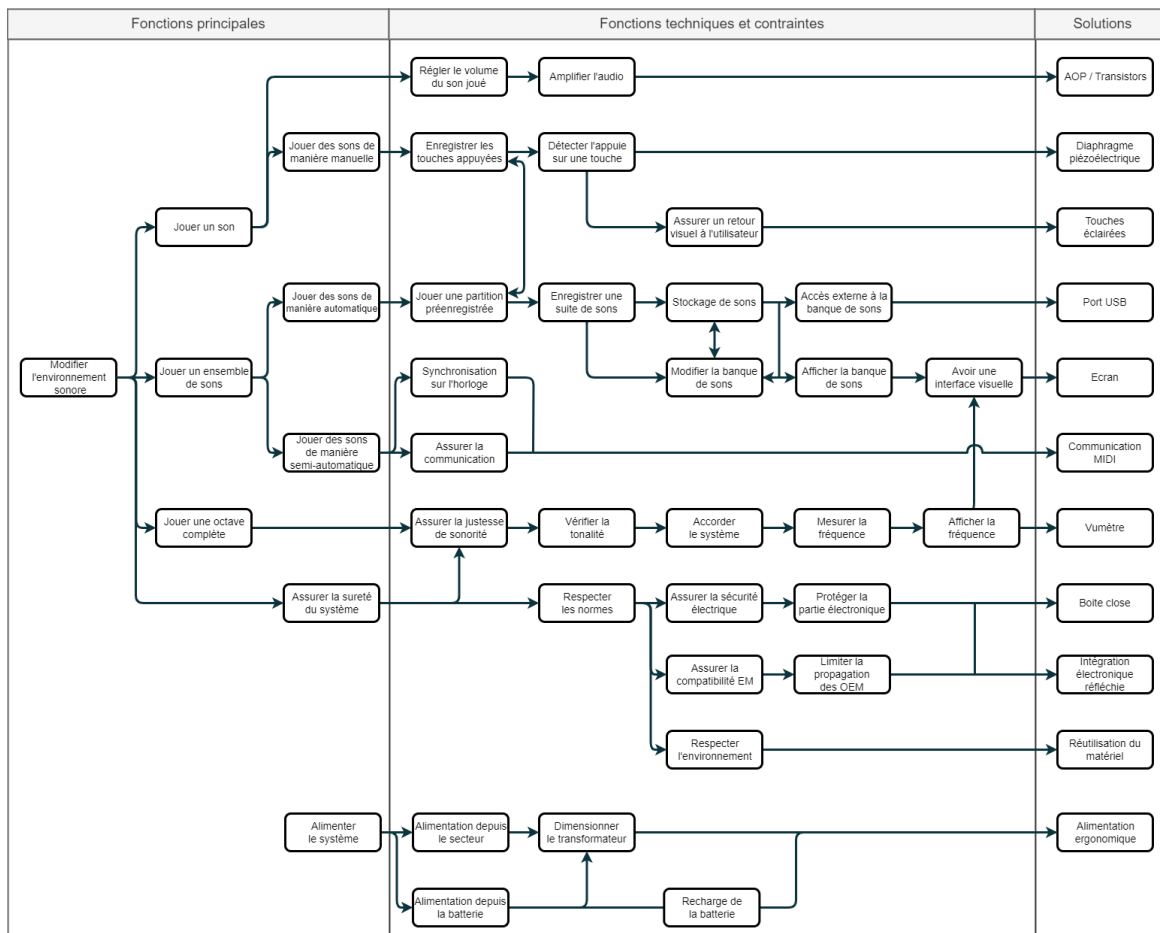 Fonctions principales
Fonctions techniques et contraintes
Solutions
Régler le volume
du son joué
Amplifier l'audio
AOP / Transistors
Jouer des sons de
manière manuelle
Enregistrer les
touches appuyées
Détecter l'appuie
sur une touche
Diaphragme
piézoélectrique
Jouer un son
Assurer un retour
visuel à l'utilisateur
Touches
éclairées
Jouer des sons de
manière automatique
Jouer une partition
préenregistrée
Enregistrer une
suite de sons
Stockage de sons
Accès externe à la
banque de sons
Port USB
Modifier
l'environnement
sonore
Jouer un ensemble
de sons
Synchronisation
sur l'horloge
Modifier la banque
de sons
Afficher la banque
de sons
Avoir une
interface visuelle
Ecran
Jouer des sons
de manière
semi-automatique
Assurer la
communication
Communication
MIDI
Jouer une octave
complète
Assurer la justesse
de sonorité
Vérifier la
tonalité
Accorder
le système
Mesurer la
fréquence
Afficher la
fréquence
Vumètre
Assurer la sureté
du système
Respecter
les normes
Assurer la sécurité
électrique
Protéger la
partie électronique
Boite close
Assurer la
compatibilité EM
Limiter la
propagation
des OEM
Intégration
électronique
réfléchie
Respecter
l'environnement
Réutilisation du
matériel
Alimenter
le système
Alimentation depuis
le secteur
Dimensionner
le transformateur
Alimentation
ergonomique
Alimentation depuis
la batterie
Recharge de
la batterie